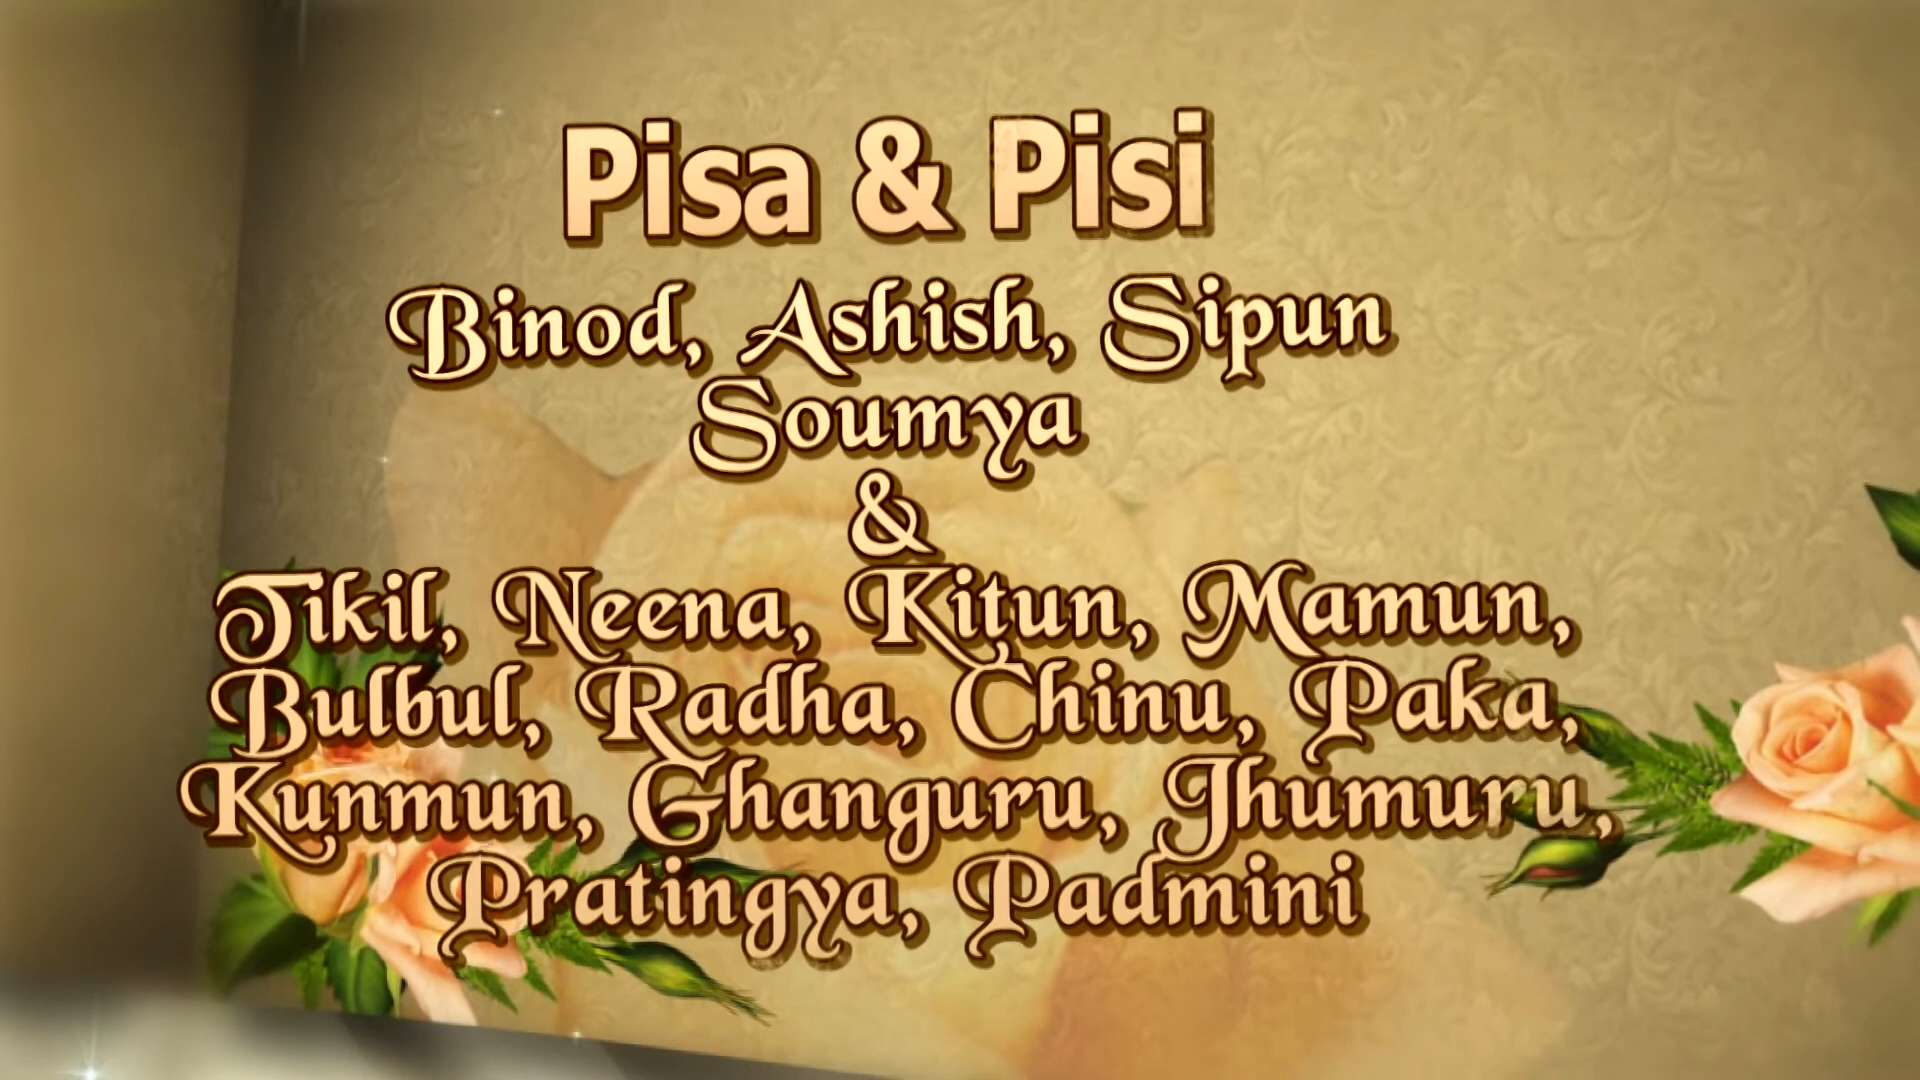 Pisa & Pisi
Binod, Ashish, Sipun
Soumya
&
Tikil, Neena, Kitun, Mamun,
Bulbul, Radha, Chinu, Paka,
Kunmun, Ghanguru, Jhumuru,
Pratingya, Padmini